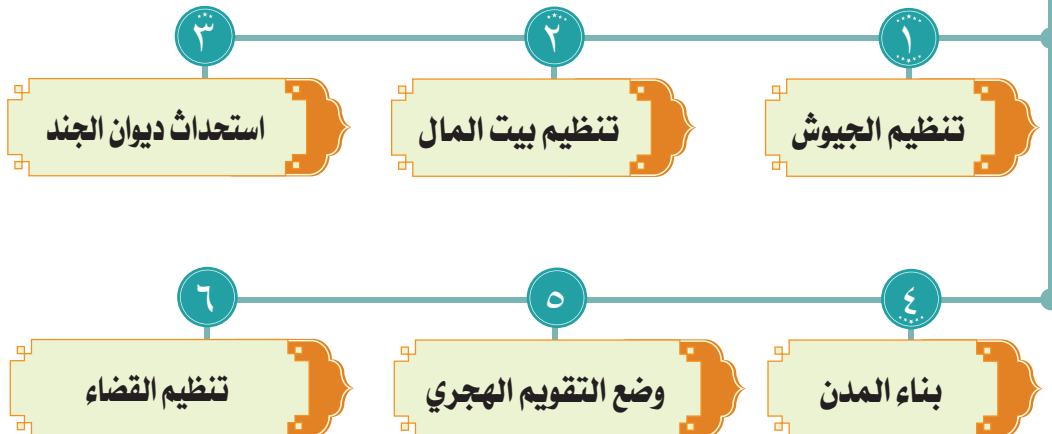 ١
تنظيم الجيوش
٢
تنظيم بيت المال
٣
استحداث ديوان الجند
٤
بناء المدن
٥
وضع التقويم الهجري
٦
تنظيم القضاء